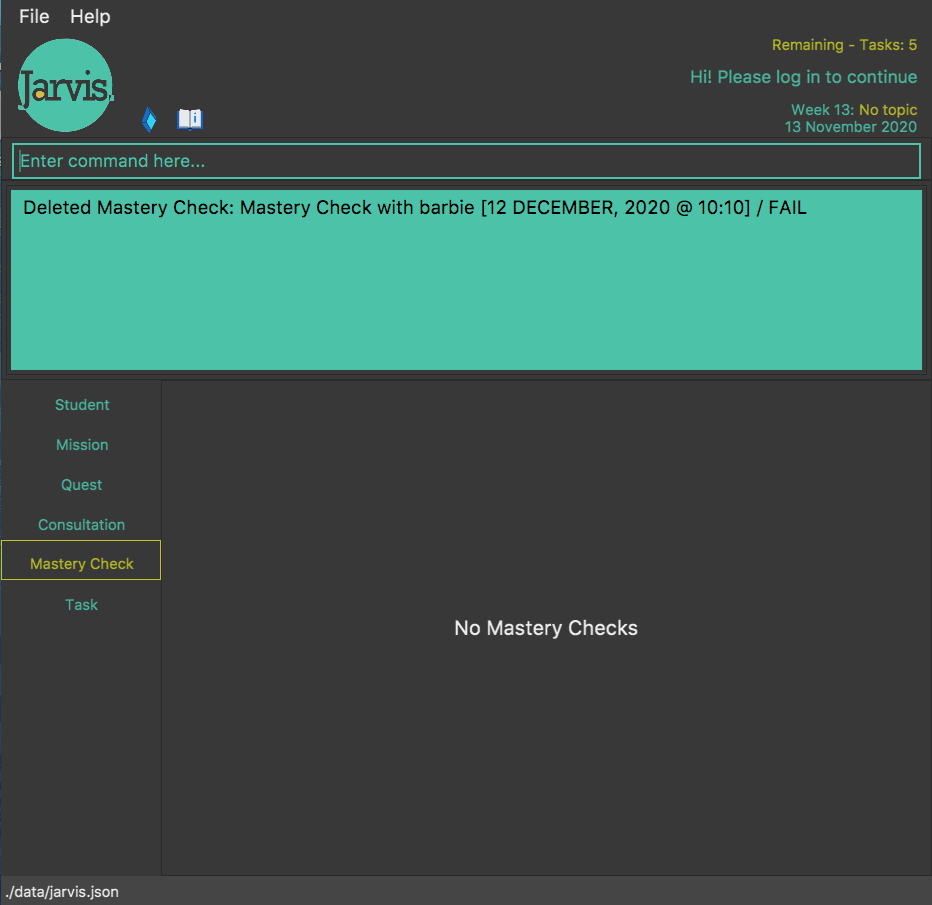 File Help
Remaining - Tasks: 5
Jarvis.
Hi! Please log in to continue
Week 13: No topic
13 November 2020
Enter command here...
Deleted Mastery Check: Mastery Check with barbie [12 DECEMBER, 2020 @ 10:10] / FAIL
Student
Mission
Quest
Consultation
Mastery Check
Task
No Mastery Checks
./data/jarvis.json